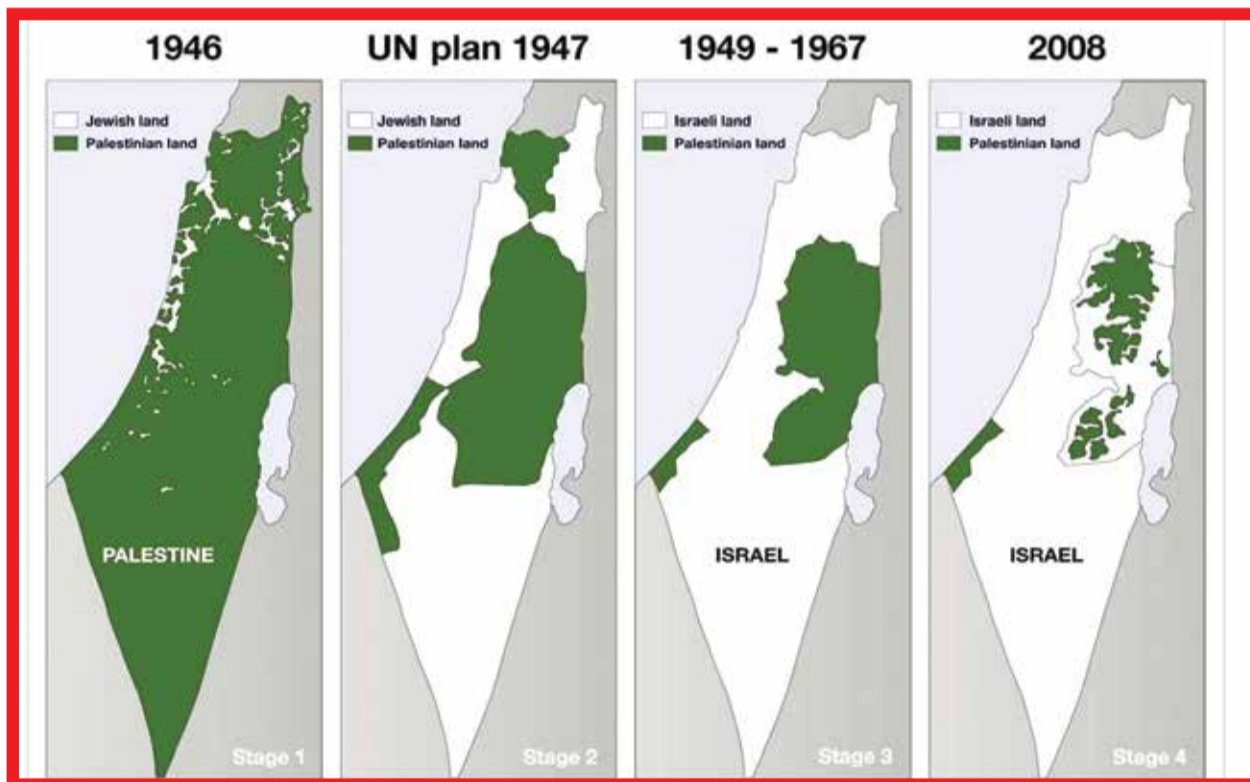 1946
Jewish land
Palestinian land
PALESTINE
Stage 1
UN plan 1947
Jewish land
Palestinian land
Stage 2
1949 - 1967
Israeli land
Palestinian land
ISRAEL
Stage 3
2008
Israeli land
Palestinian land
ISRAEL
Stage 4